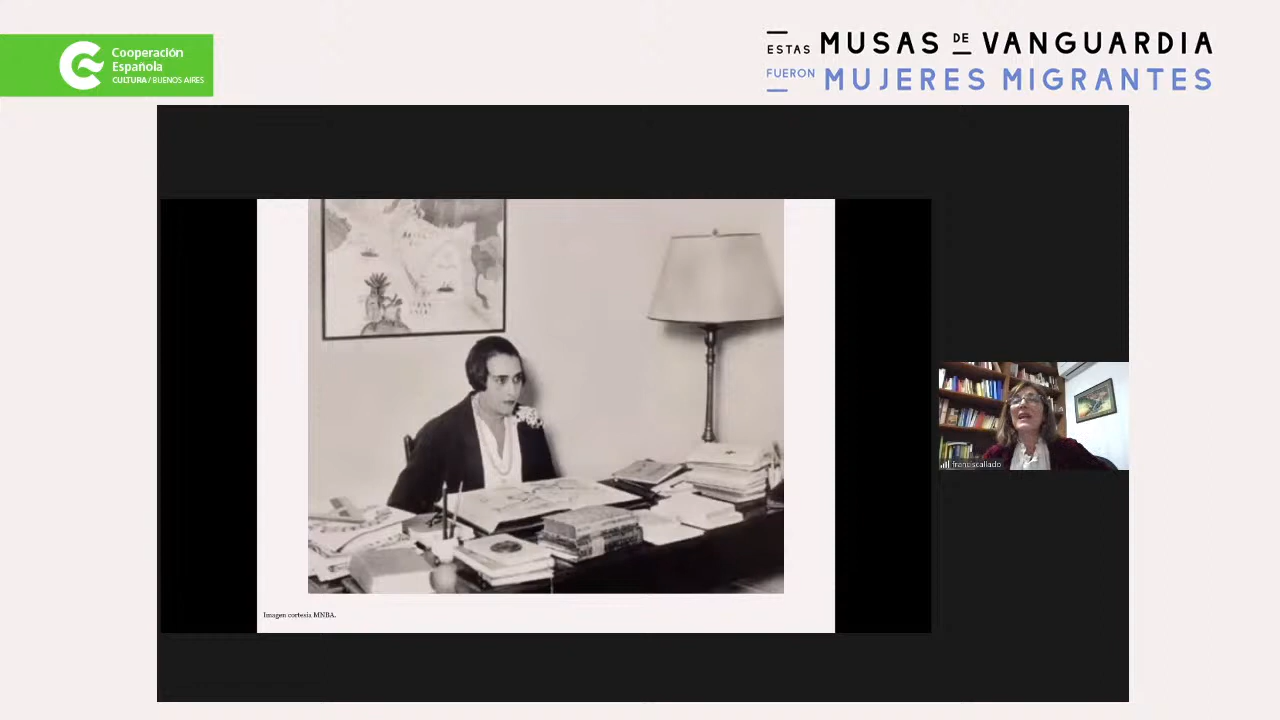 Cooperación
Española
CULTURA / BUENOS AIRES
ESTAS MUSAS DE VANGUARDIA
FUERON MUJERES MIGRANTES
franciscallado
Imagen cortesía MNBA.